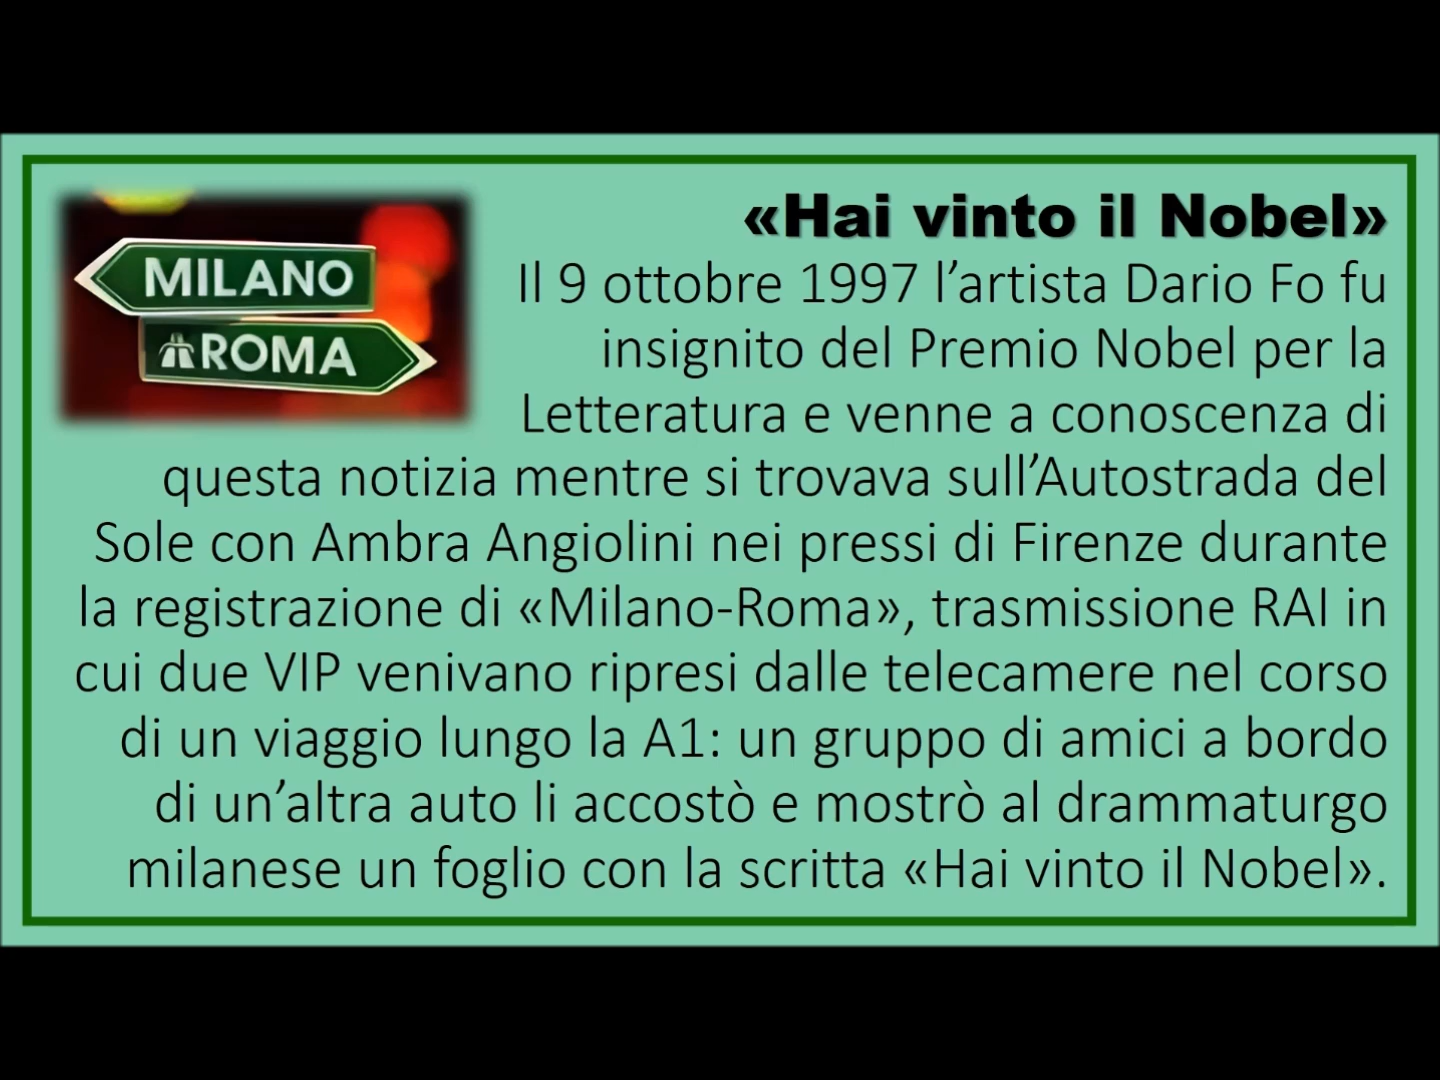 MILANO
ROMA
«Hai vinto il Nobel»
Il 9 ottobre 1997 l’artista Dario Fo fu
insignito del Premio Nobel per la
Letteratura e venne a conoscenza di
questa notizia mentre si trovava sull’Autostrada del
Sole con Ambra Angiolini nei pressi di Firenze durante
la registrazione di «Milano-Roma», trasmissione RAI in
cui due VIP venivano ripresi dalle telecamere nel corso
di un viaggio lungo la A1: un gruppo di amici a bordo
di un’altra auto li accostò e mostrò al drammaturgo
milanese un foglio con la scritta «Hai vinto il Nobel».